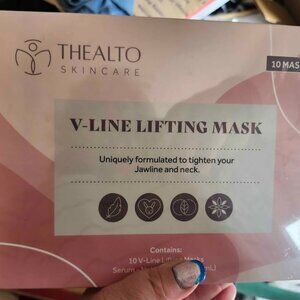 THEALTO
SKINCARE
10 MAS
V-LINE LIFTING MASK
Uniquely formulated to tighten your
Jawline and neck.
Contains:
10 V-Line Lifting Masks
Serum